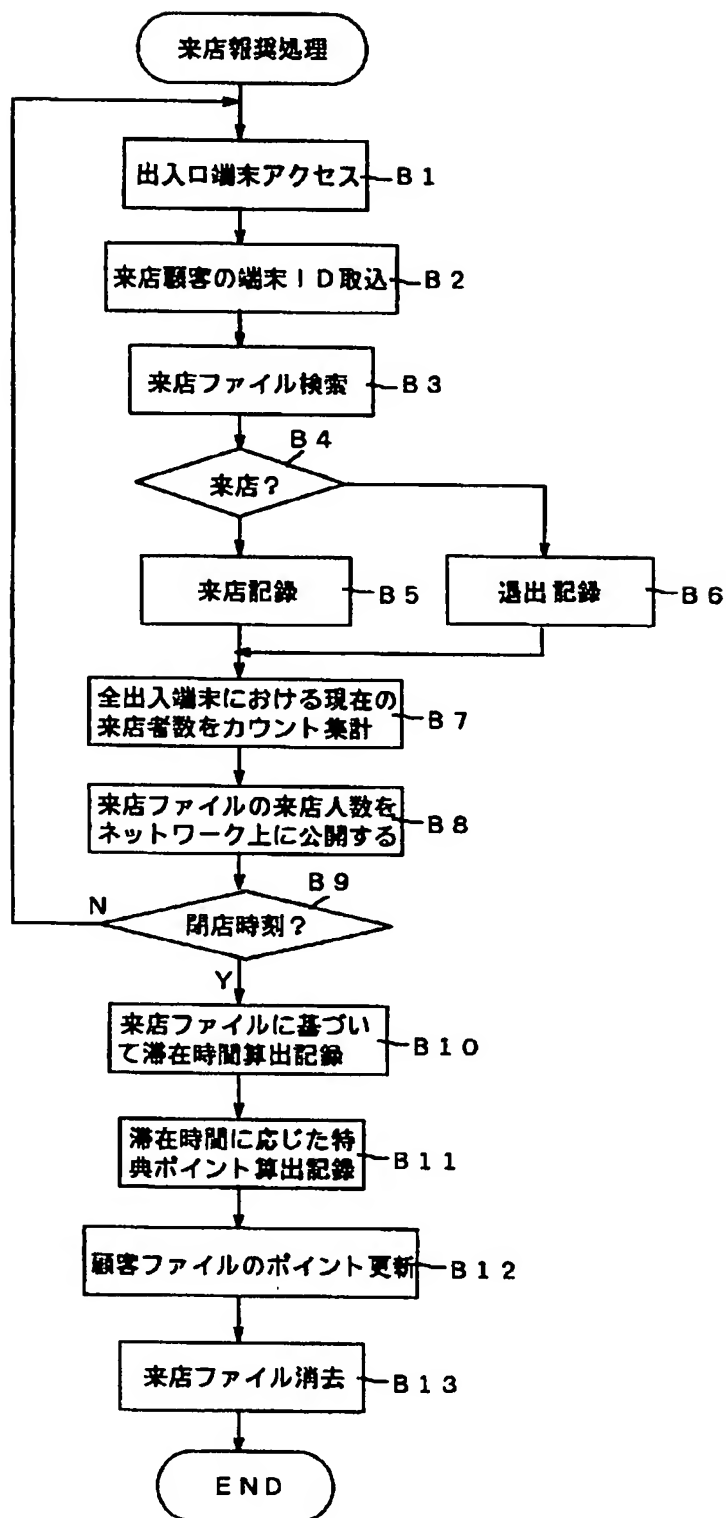 来店報奨処理
出入口端末アクセス
B1
来店顧客の端末ID取込
B2
来店ファイル検索
B3
B4
来店?
来店記録
B5
退出記録
B6
全出入端末における現在の
来店者数をカウント集計
B7
来店ファイルの来店人数を
ネットワーク上に公開する
B8
B9
N
閉店時刻?
Y
来店ファイルに基づい
て滞在時間算出記録
B10
滞在時間に応じた特
典ポイント算出記録
B11
顧客ファイルのポイント更新
B12
来店ファイル消去
B13
END